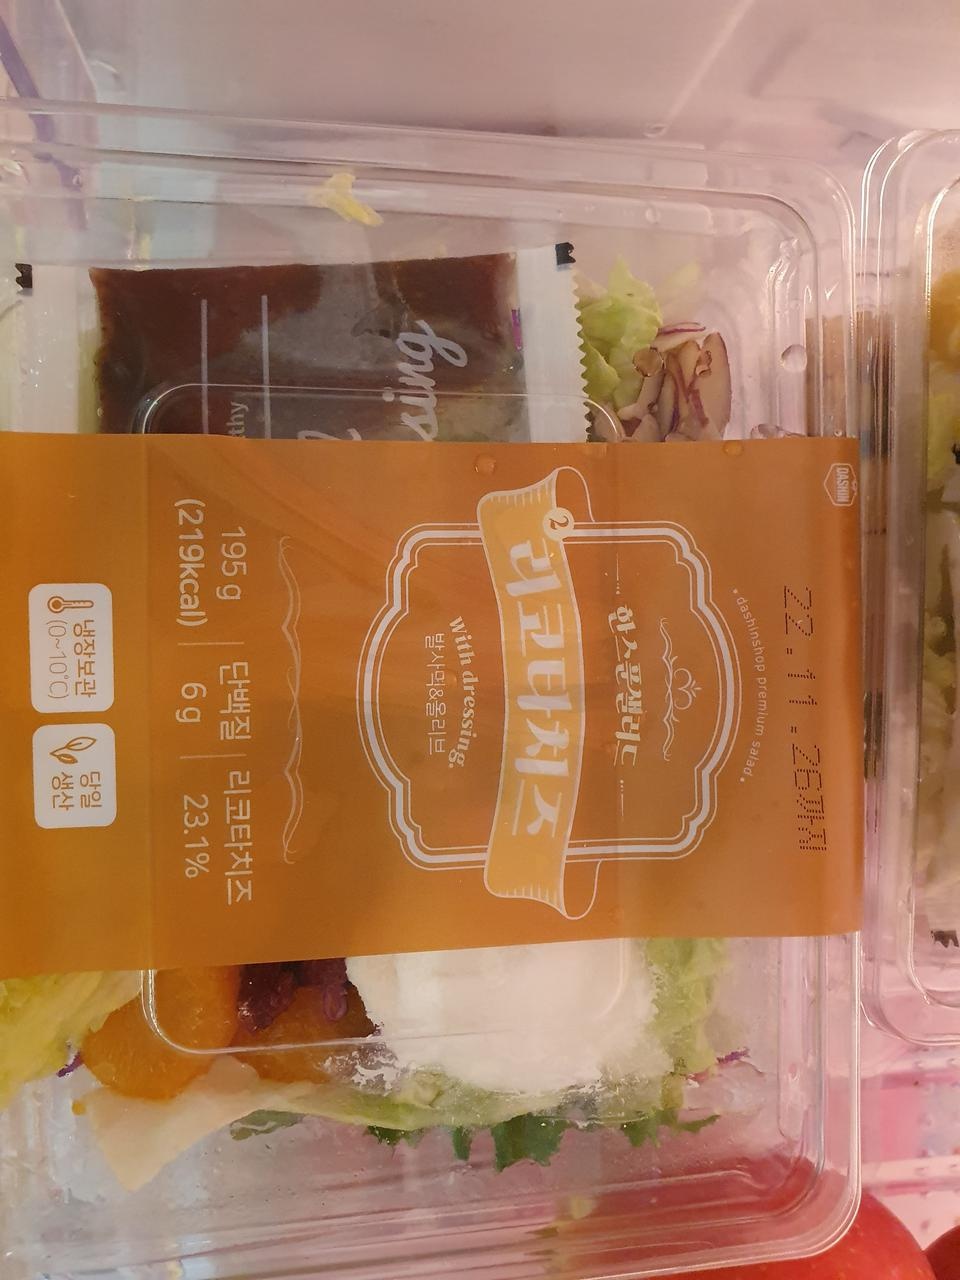 DASHIN
22.11.26까지
• dashinshop premium salad •
한스푼샐러드
2
리코타치즈
With dressing.
발사믹&올리브
195 g | 단백질 | 리코타치즈
(219kcal) | 6 g | 23.1%
냉장보관
(0~10℃)
당일
생산